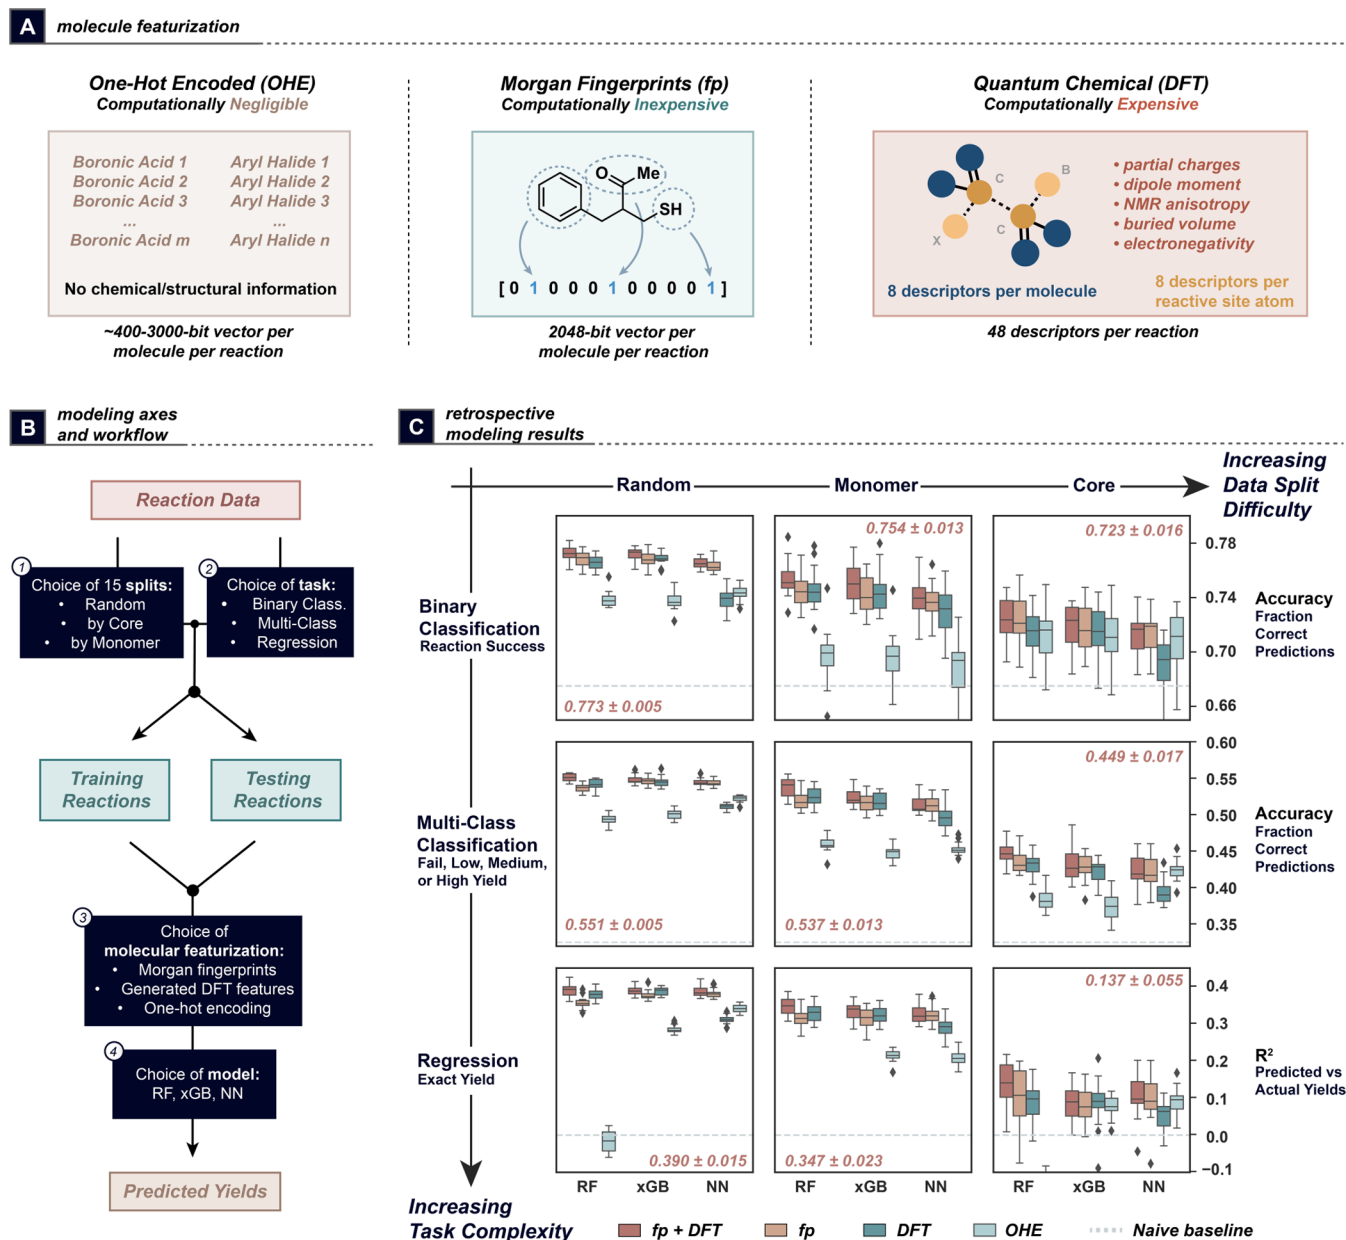 A
molecule featurization
One-Hot Encoded (OHE)
Computationally Negligible
Boronic Acid 1 Aryl Halide 1
Boronic Acid 2 Aryl Halide 2
Boronic Acid 3 Aryl Halide 3
... ...
Boronic Acid m Aryl Halide n
No chemical/structural information
~400-3000-bit vector per
molecule per reaction
Morgan Fingerprints (fp)
Computationally Inexpensive
O Me
SH
[ 0 1 0 0 0 1 0 0 0 0 1 ]
2048-bit vector per
molecule per reaction
Quantum Chemical (DFT)
Computationally Expensive
C B
X C
• partial charges
• dipole moment
• NMR anisotropy
• buried volume
• electronegativity
8 descriptors per molecule
8 descriptors per
reactive site atom
48 descriptors per reaction
B
modeling axes
and workflow
Reaction Data
1
Choice of 15 splits:
• Random
• by Core
• by Monomer
2
Choice of task:
• Binary Class.
• Multi-Class
• Regression
Training
Reactions
Testing
Reactions
3
Choice of
molecular featurization:
• Morgan fingerprints
• Generated DFT features
• One-hot encoding
4
Choice of model:
RF, xGB, NN
Predicted Yields
C
retrospective
modeling results
Random Monomer Core
Increasing
Data Split
Difficulty
Binary
Classification
Reaction Success
0.773 ± 0.005
0.754 ± 0.013
0.723 ± 0.016
0.78
0.74
0.70
0.66
Accuracy
Fraction
Correct
Predictions
Multi-Class
Classification
Fail, Low, Medium,
or High Yield
0.551 ± 0.005
0.537 ± 0.013
0.449 ± 0.017
0.60
0.55
0.50
0.45
0.40
0.35
Accuracy
Fraction
Correct
Predictions
Regression
Exact Yield
0.390 ± 0.015
0.347 ± 0.023
0.137 ± 0.055
0.4
0.3
0.2
0.1
0.0
−0.1
R²
Predicted vs
Actual Yields
RF xGB NN RF xGB NN RF xGB NN
Increasing
Task Complexity
fp + DFT fp DFT OHE Naive baseline